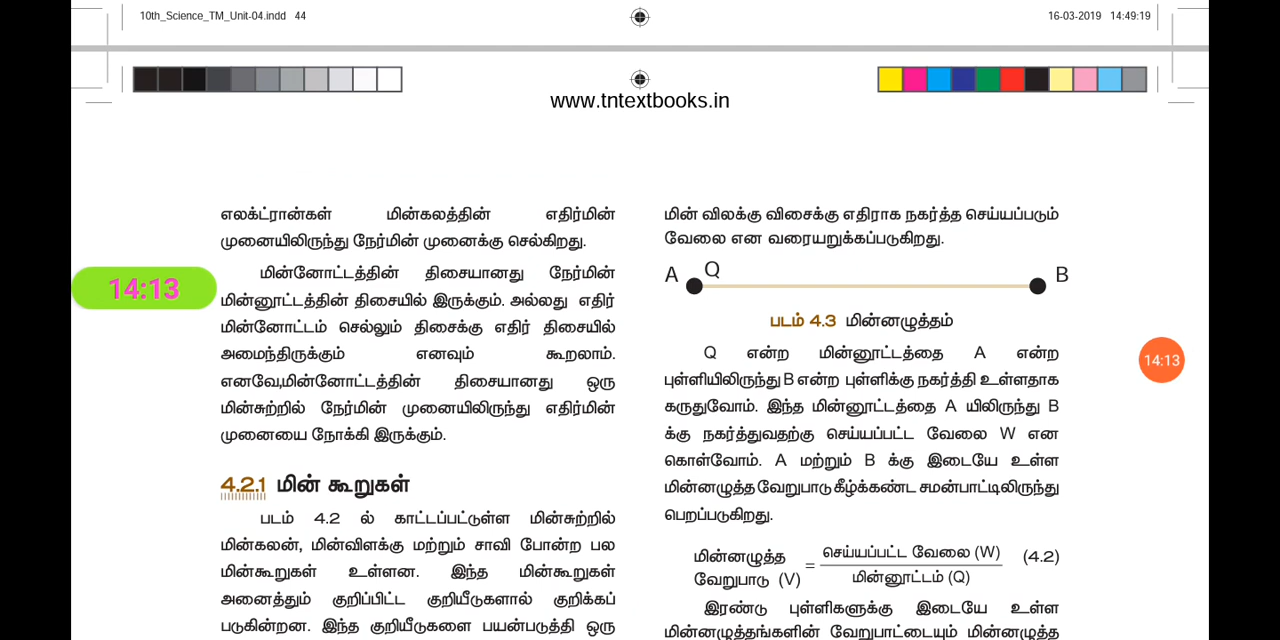 10th_Science_TM_Unit-04.indd 44
16-03-2019 14:49:19
www.tntextbooks.in
எலக்ட்ரான்கள் மின்கலத்தின் எதிர்மின்
முனையிலிருந்து நேர்மின் முனைக்கு செல்கிறது.
மின்னோட்டத்தின் திசையானது நேர்மின்
மின்னூட்டத்தின் திசையில் இருக்கும். அல்லது எதிர்
மின்னோட்டம் செல்லும் திசைக்கு எதிர் திசையில்
அமைந்திருக்கும் எனவும் கூறலாம்.
எனவே,மின்னோட்டத்தின் திசையானது ஒரு
மின்சுற்றில் நேர்மின் முனையிலிருந்து எதிர்மின்
முனையை நோக்கி இருக்கும்.
4.2.1 மின் கூறுகள்
படம் 4.2 ல் காட்டப்பட்டுள்ள மின்சுற்றில்
மின்கலன், மின்விளக்கு மற்றும் சாவி போன்ற பல
மின்கூறுகள் உள்ளன. இந்த மின்கூறுகள்
அனைத்தும் குறிப்பிட்ட குறியீடுகளால் குறிக்கப்
படுகின்றன. இந்த குறியீடுகளை பயன்படுத்தி ஒரு
மின் விலக்கு விசைக்கு எதிராக நகர்த்த செய்யப்படும்
வேலை என வரையறுக்கப்படுகிறது.
A Q B
படம் 4.3 மின்னழுத்தம்
Q என்ற மின்னூட்டத்தை A என்ற
புள்ளியிலிருந்து B என்ற புள்ளிக்கு நகர்த்தி உள்ளதாக
கருதுவோம். இந்த மின்னூட்டத்தை A யிலிருந்து B
க்கு நகர்த்துவதற்கு செய்யப்பட்ட வேலை W என
கொள்வோம். A மற்றும் B க்கு இடையே உள்ள
மின்னழுத்த வேறுபாடு கீழ்க்கண்ட சமன்பாட்டிலிருந்து
பெறப்படுகிறது.
மின்னழுத்த வேறுபாடு (V) = செய்யப்பட்ட வேலை (W) / மின்னூட்டம் (Q) (4.2)
இரண்டு புள்ளிகளுக்கு இடையே உள்ள
மின்னழுத்தங்களின் வேறுபாட்டையும் மின்னழுத்த
14:13
14:13